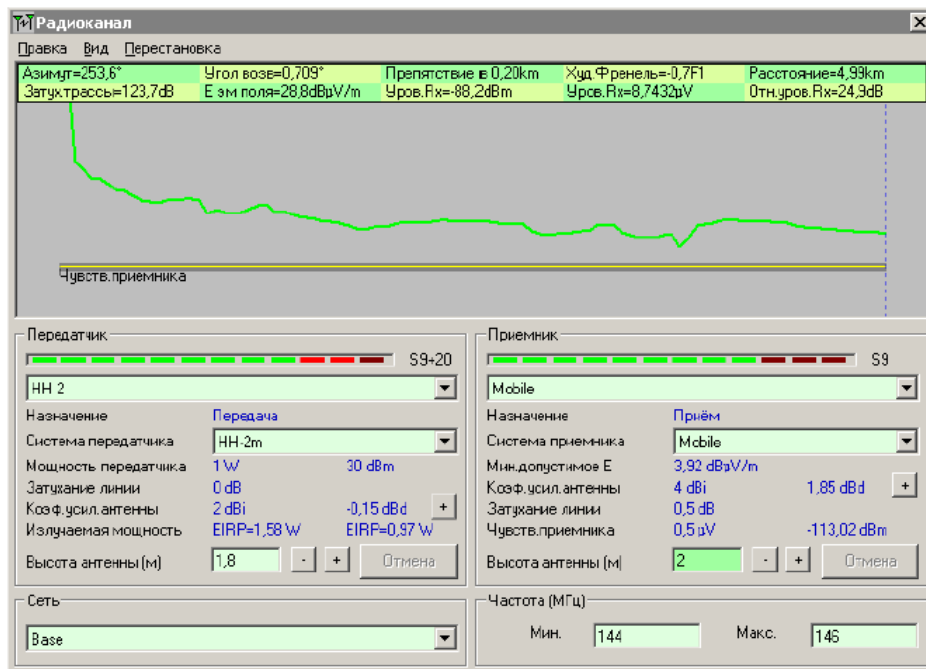 Радиоканал
Правка Вид Перестановка
Азимут=253,6° Угол возв=0,709° Препятствие в 0,20km Худ.Френель=-0,7F1 Расстояние=4,99km
Затух.трассы=123,7dB E эм поля=28,8dBµV/m Уров.Rx=-88,2dBm Уров.Rx=8,7432µV Отн.уров.Rx=24,9dB
Чувств.приемника
Передатчик
S9+20
HH 2
Назначение Передача
Система передатчика HH-2m
Мощность передатчика 1 W 30 dBm
Затухание линии 0 dB
Коэф.усил.антенны 2 dBi -0,15 dBd +
Излучаемая мощность EIRP=1,58 W EIRP=0,97 W
Высота антенны (м) 1,8 - + Отмена
Приемник
S9
Mobile
Назначение Приём
Система приемника Mobile
Мин.допустимое E 3,92 dBµV/m
Коэф.усил.антенны 4 dBi 1,85 dBd +
Затухание линии 0,5 dB
Чувств.приемника 0,5 µV -113,02 dBm
Высота антенны (м) 2 - + Отмена
Сеть
Base
Частота (МГц)
Мин. 144 Макс. 146